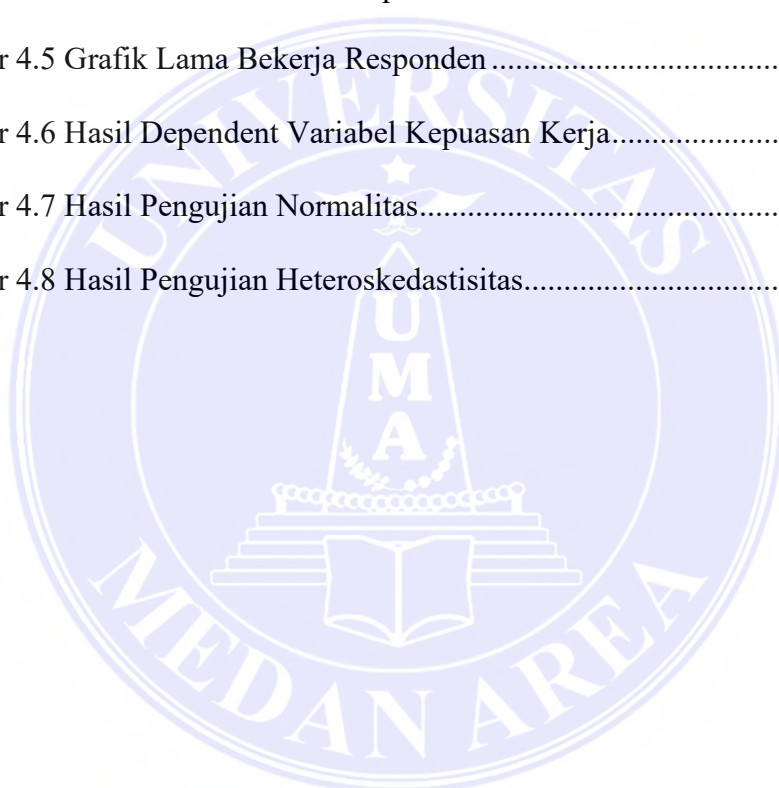 r 4.5 Grafik Lama Bekerja Responden....................................
r 4.6 Hasil Dependent Variabel Kepuasan Kerja.....................
r 4.7 Hasil Pengujian Normalitas.............................................
r 4.8 Hasil Pengujian Heteroskedastisitas................................
UNIVERSITAS
U
M
A
MEDAN AREA